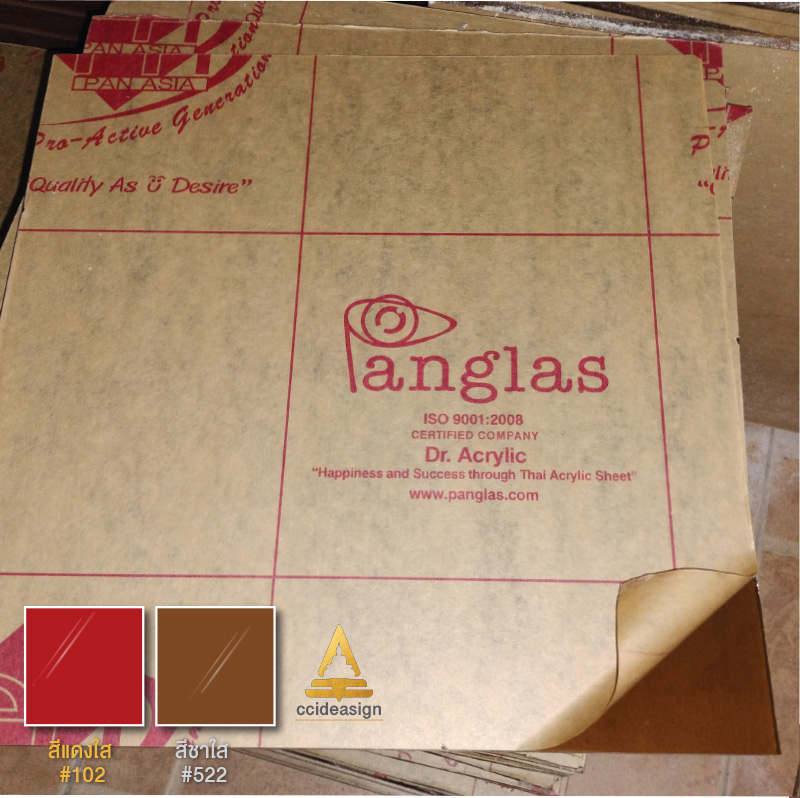 PAN ASIA
PAN ASIA
Pro-Active Generation
Quality As Ü Desire”
Panglas
ISO 9001:2008
CERTIFIED COMPANY
Dr. Acrylic
“Happiness and Success through Thai Acrylic Sheet”
www.panglas.com
ccideasign
สีแดงใส
#102
สีชาใส
#522